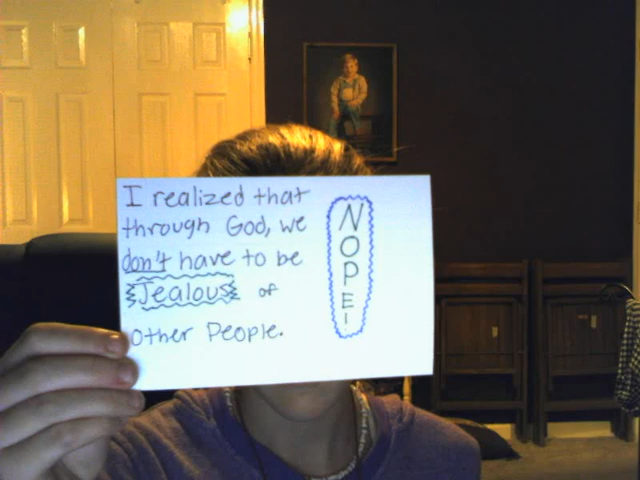 I realized that
through God, we
don't have to be
Jealous of
other People.
NOPE!